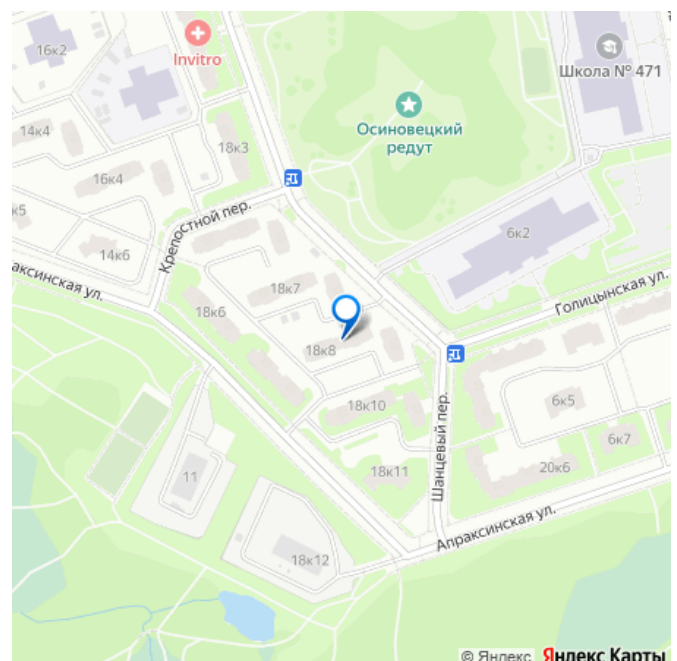 16к2
Invitro
Школа № 471
Осиновецкий
редут
14к4
18к3
16к4
к5
Крепостной пер.
6к2
14к6
аксинская ул.
18к7
18к6
Голицынская ул.
18к8
18к10
6к5
Шанцевый пер.
6к7
18к11
20к6
11
Апраксинская ул.
18к12
© Яндекс Яндекс Карты